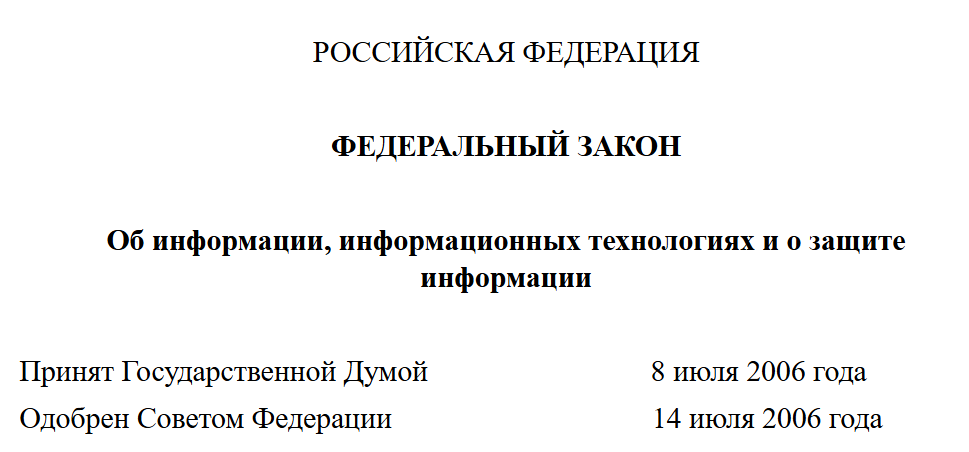 РОССИЙСКАЯ ФЕДЕРАЦИЯ
ФЕДЕРАЛЬНЫЙ ЗАКОН
Об информации, информационных технологиях и о защите
информации
Принят Государственной Думой 8 июля 2006 года
Одобрен Советом Федерации 14 июля 2006 года